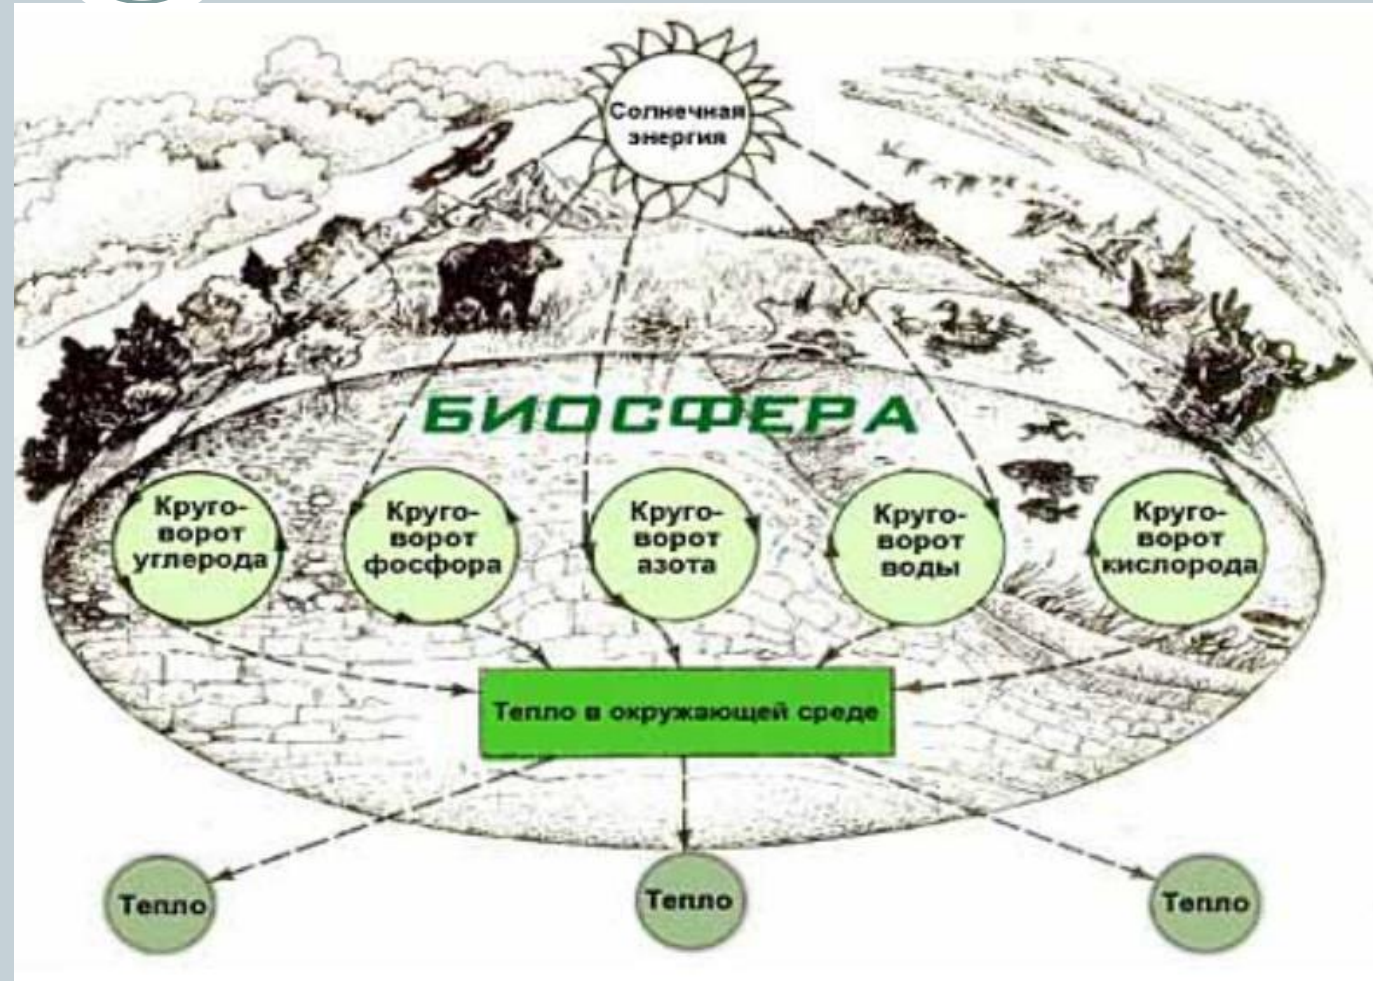 Солнечная
энергия
БИОСФЕРА
Круго-
ворот
углерода
Круго-
ворот
фосфора
Круго-
ворот
азота
Круго-
ворот
воды
Круго-
ворот
кислорода
Тепло в окружающей среде
Тепло
Тепло
Тепло